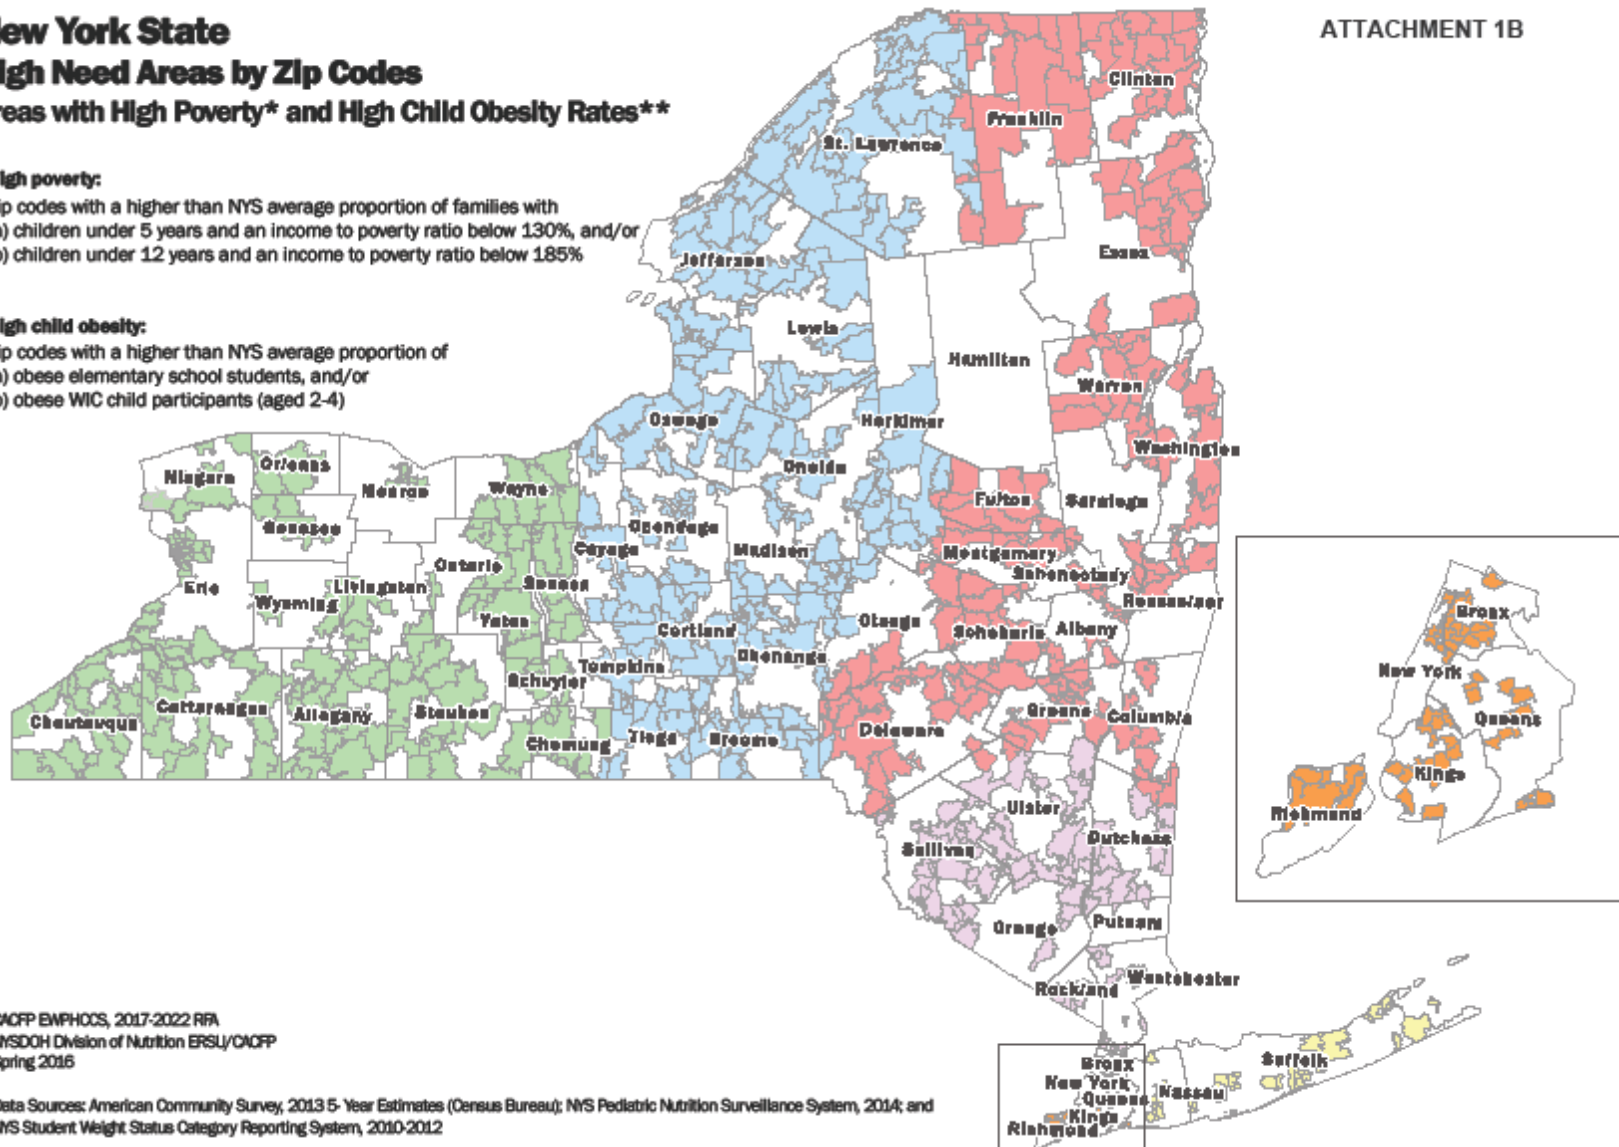 ew York State
igh Need Areas by Zip Codes
reas with High Poverty* and High Child Obesity Rates**
ATTACHMENT 1B
igh poverty:
ip codes with a higher than NYS average proportion of families with
) children under 5 years and an income to poverty ratio below 130%, and/or
) children under 12 years and an income to poverty ratio below 185%
igh child obesity:
ip codes with a higher than NYS average proportion of
) obese elementary school students, and/or
) obese WIC child participants (aged 2-4)
Clinton
Franklin
St. Lawrence
Essex
Jefferson
Lewis
Hamilton
Warren
Oswego
Herkimer
Washington
Oneida
Niagara
Orleans
Monroe
Wayne
Fulton
Saratoga
Genesee
Onondaga
Cayuga
Madison
Montgomery
Ontario
Schenectady
Erie
Wyoming
Livingston
Seneca
Rensselaer
Yates
Otsego
Cortland
Schoharie
Albany
Chenango
Tompkins
Schuyler
Chautauqua
Cattaraugus
Allegany
Steuben
Greene
Columbia
Chemung
Tioga
Broome
Delaware
Ulster
Sullivan
Dutchess
Orange
Putnam
Rockland
Westchester
Bronx
New York
Queens
Kings
Richmond
Suffolk
Nassau
Bronx
New York
Queens
Kings
Richmond
CACFP EWPHCCS, 2017-2022 RFA
NYSDOH Division of Nutrition ERSU/CACFP
pring 2016
Data Sources: American Community Survey, 2013 5- Year Estimates (Census Bureau); NYS Pediatric Nutrition Surveillance System, 2014; and
NYS Student Weight Status Category Reporting System, 2010-2012